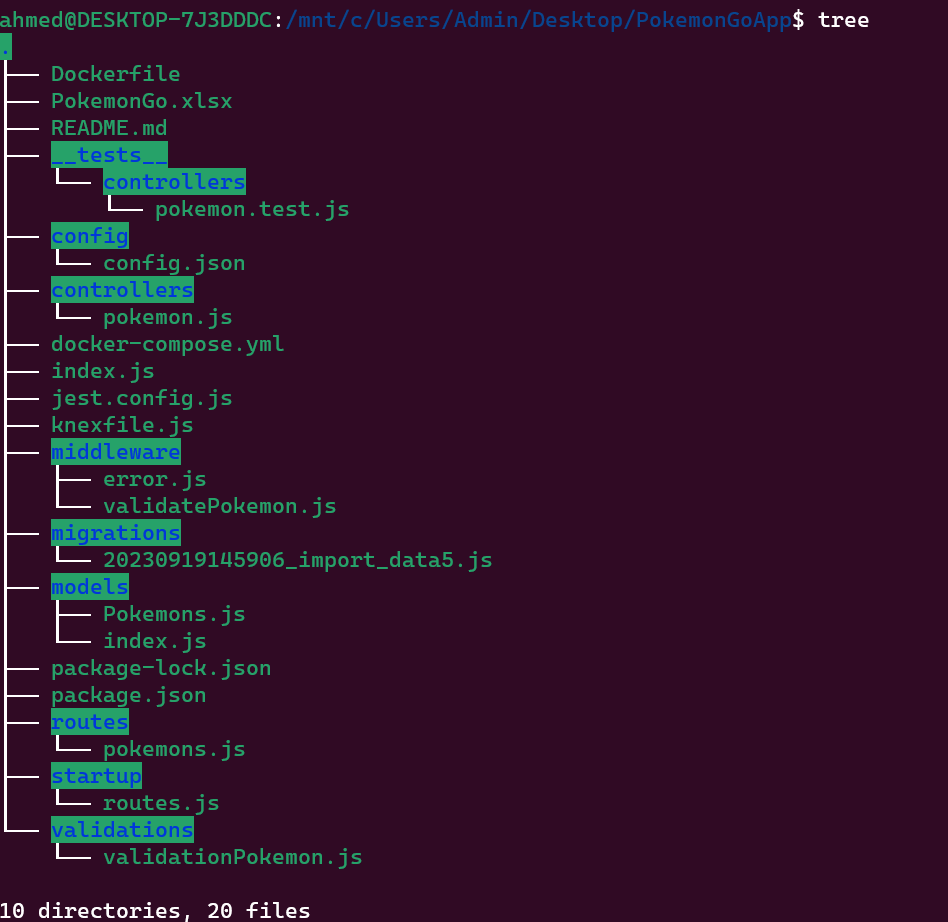 ahmed@DESKTOP-7J3DDDC:/mnt/c/Users/Admin/Desktop/PokemonGoApp$ tree
.
├── Dockerfile
├── PokemonGo.xlsx
├── README.md
├── __tests__
│   └── controllers
│       └── pokemon.test.js
├── config
│   └── config.json
├── controllers
│   └── pokemon.js
├── docker-compose.yml
├── index.js
├── jest.config.js
├── knexfile.js
├── middleware
│   ├── error.js
│   └── validatePokemon.js
├── migrations
│   └── 20230919145906_import_data5.js
├── models
│   ├── Pokemons.js
│   └── index.js
├── package-lock.json
├── package.json
├── routes
│   └── pokemons.js
├── startup
│   └── routes.js
└── validations
    └── validationPokemon.js

10 directories, 20 files